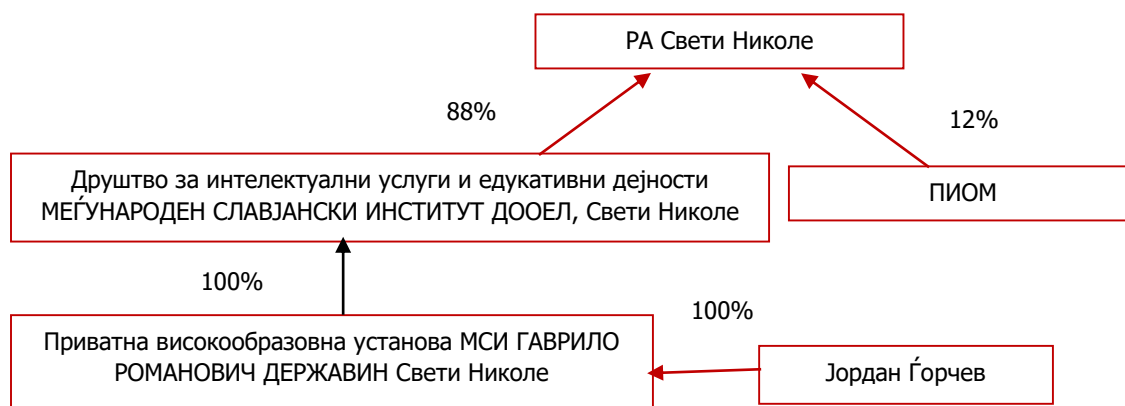 РА Свети Николе
88%
12%
Друштво за интелектуални услуги и едукативни дејности
МЕЃУНАРОДЕН СЛАВЈАНСКИ ИНСТИТУТ ДООЕЛ, Свети Николе
ПИОМ
100%
100%
Приватна високообразовна установа МСИ ГАВРИЛО
РОМАНОВИЧ ДЕРЖАВИН Свети Николе
Јордан Ѓорчев